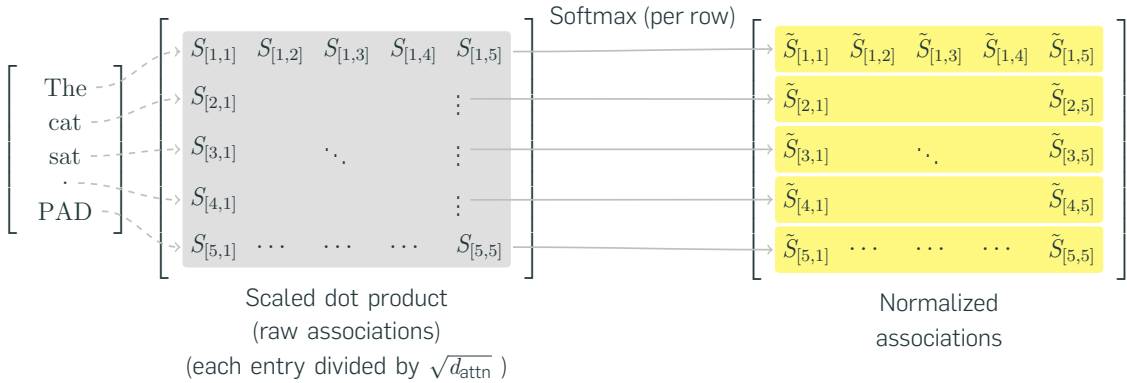 Softmax (per row)
The
cat
sat
.
PAD
S[1,1] S[1,2] S[1,3] S[1,4] S[1,5]
S[2,1] ⋮
S[3,1] ⋱ ⋮
S[4,1] ⋮
S[5,1] ⋯ ⋯ ⋯ S[5,5]
S̃[1,1] S̃[1,2] S̃[1,3] S̃[1,4] S̃[1,5]
S̃[2,1] S̃[2,5]
S̃[3,1] ⋱ S̃[3,5]
S̃[4,1] S̃[4,5]
S̃[5,1] ⋯ ⋯ ⋯ S̃[5,5]
Scaled dot product
(raw associations)
(each entry divided by √d_attn )
Normalized
associations